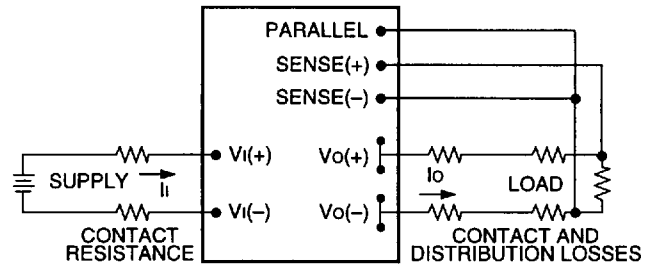 PARALLEL
SENSE(+)
SENSE(–)
VI(+)
VO(+)
SUPPLY
II
IO
LOAD
VI(–)
VO(–)
CONTACT
RESISTANCE
CONTACT AND
DISTRIBUTION LOSSES